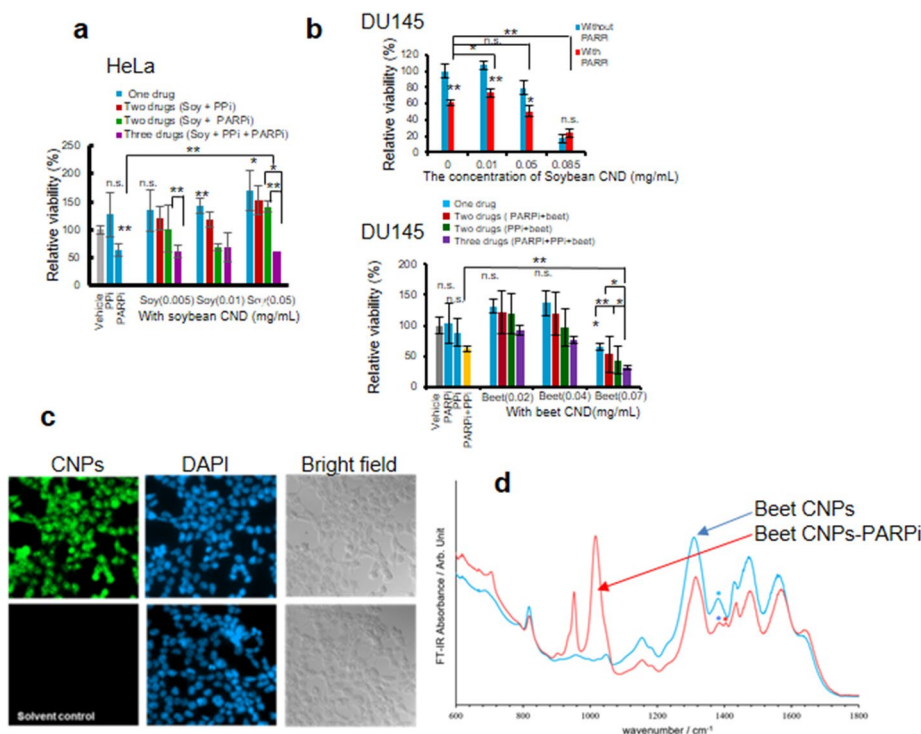 a
HeLa
One drug
Two drugs (Soy + PPi)
Two drugs (Soy + PARPi)
Three drugs (Soy + PPi +PARPi)
Relative viability (%)
250
200
150
100
50
0
n.s.
**
n.s.
**
**
**
*
*
**
Vehicle
PPi
PARPi
Soy(0.005)
Soy(0.01)
Soy(0.05)
With soybean CND (mg/mL)
b
DU145
Without PARPi
With PARPi
Relative viability (%)
120
100
80
60
40
20
0
**
n.s.
*
**
**
*
n.s.
0
0.01
0.05
0.085
The concentration of Soybean CND (mg/mL)
DU145
One drug
Two drugs ( PARPi+beet)
Two drugs (PPi+beet)
Three drugs (PARPi+PPi+beet)
Relative viability (%)
200
150
100
50
0
**
n.s.
n.s.
n.s.
n.s.
*
**
*
*
Vehicle
PARPi
PPi
PARPi+PPi
Beet(0.02)
Beet(0.04)
Beet(0.07)
With beet CND(mg/mL)
c
CNPs
DAPI
Bright field
Solvent control
d
Beet CNPs
Beet CNPs-PARPi
FT-IR Absorbance / Arb. Unit
600
800
1000
1200
1400
1600
1800
wavenumber / cm⁻¹